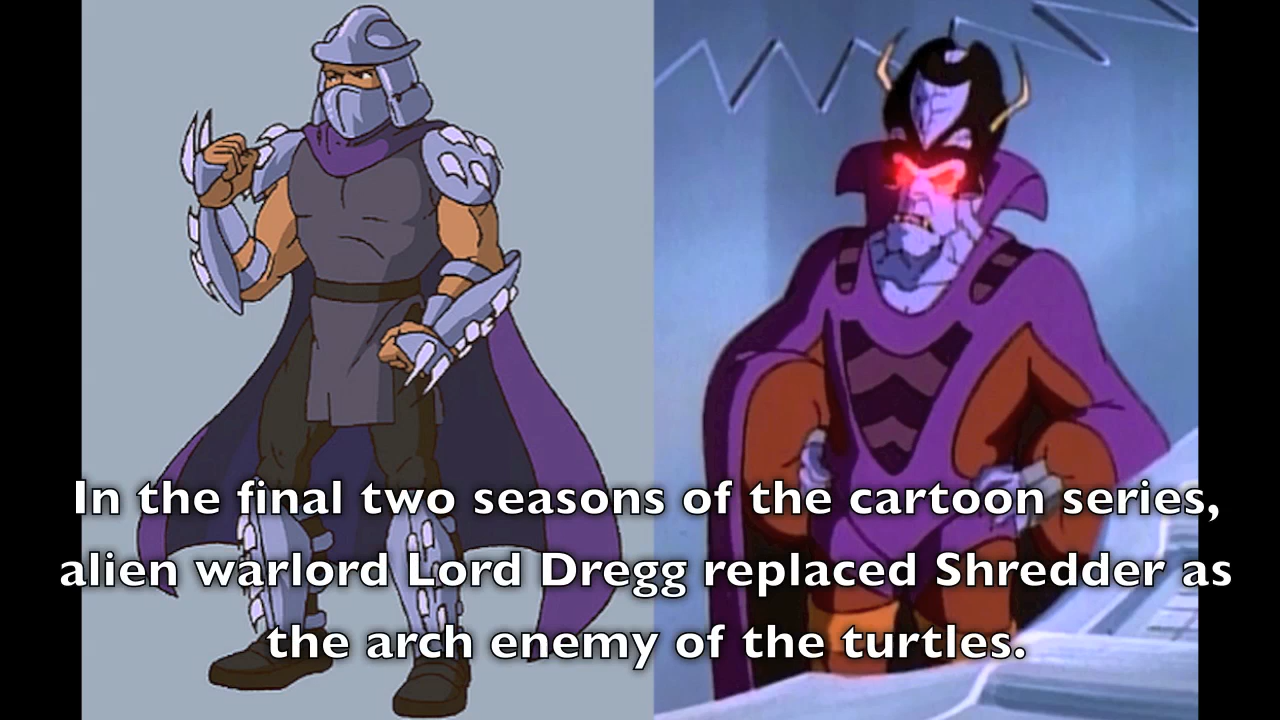 In the final two seasons of the cartoon series,
alien warlord Lord Dregg replaced Shredder as
the arch enemy of the turtles.